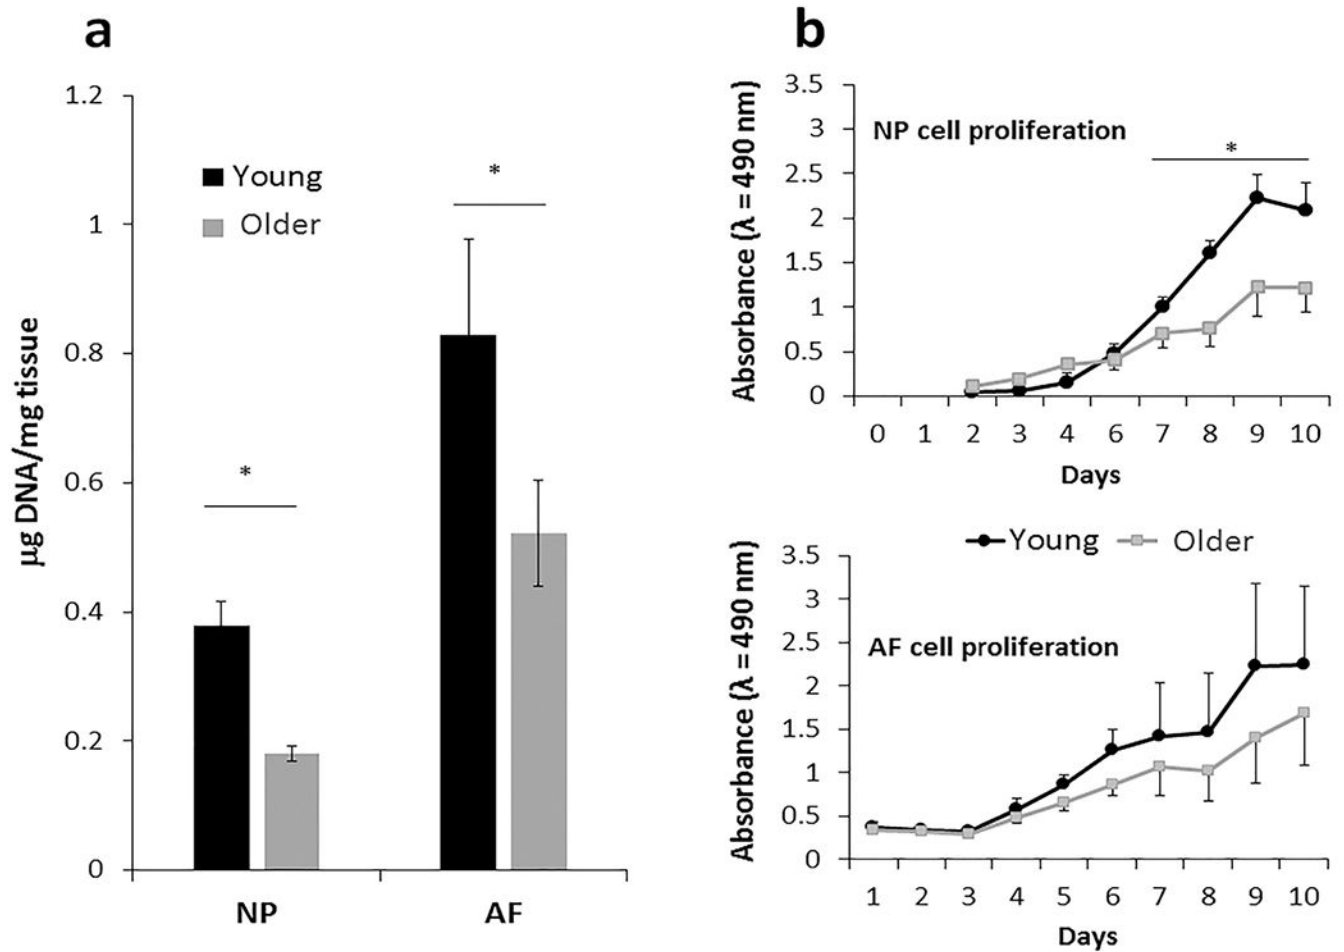 a
µg DNA/mg tissue
1.2
1
0.8
0.6
0.4
0.2
0
Young
Older
*
*
NP AF
b
Absorbance (λ = 490 nm)
3.5
3
2.5
2
1.5
1
0.5
0
NP cell proliferation
*
0 1 2 3 4 6 7 8 9 10
Days
Young Older
Absorbance (λ = 490 nm)
3.5
3
2.5
2
1.5
1
0.5
0
AF cell proliferation
1 2 3 4 5 6 7 8 9 10
Days